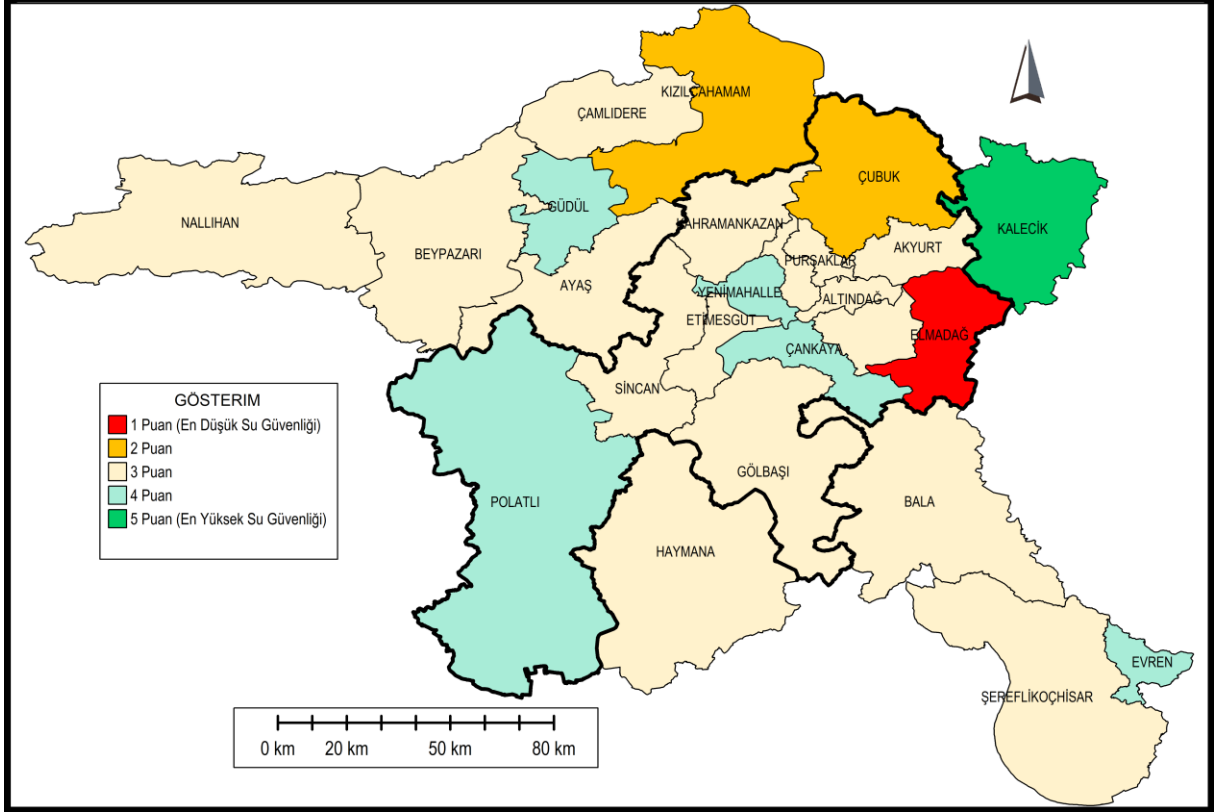 KIZILCAHAMAM
ÇAMLIDERE
ÇUBUK
GÜDÜL
NALLIHAN
KAHRAMANKAZAN
KALECİK
BEYPAZARI
AKYURT
PURSAKLAR
AYAŞ
YENİMAHALLE
ALTINDAĞ
ETİMESGUT
ELMADAĞ
ÇANKAYA
SİNCAN
GÖSTERIM
1 Puan (En Düşük Su Güvenliği)
2 Puan
3 Puan
4 Puan
5 Puan (En Yüksek Su Güvenliği)
GÖLBAŞI
POLATLI
BALA
HAYMANA
EVREN
ŞEREFLİKOÇHİSAR
0 km 20 km 50 km 80 km